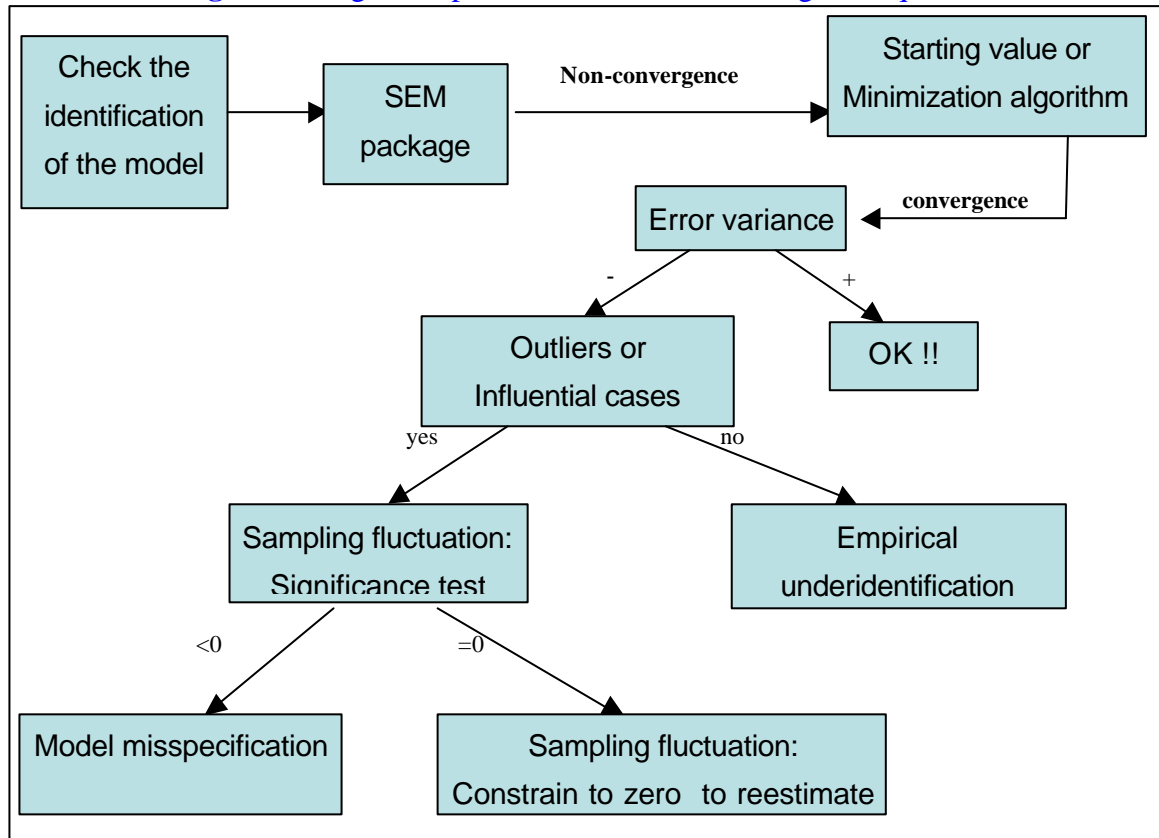 Check the
identification
of the model
SEM
package
Non-convergence
Starting value or
Minimization algorithm
convergence
Error variance
-
+
Outliers or
Influential cases
OK !!
yes
no
Sampling fluctuation:
Significance test
Empirical
underidentification
<0
=0
Model misspecification
Sampling fluctuation:
Constrain to zero to reestimate